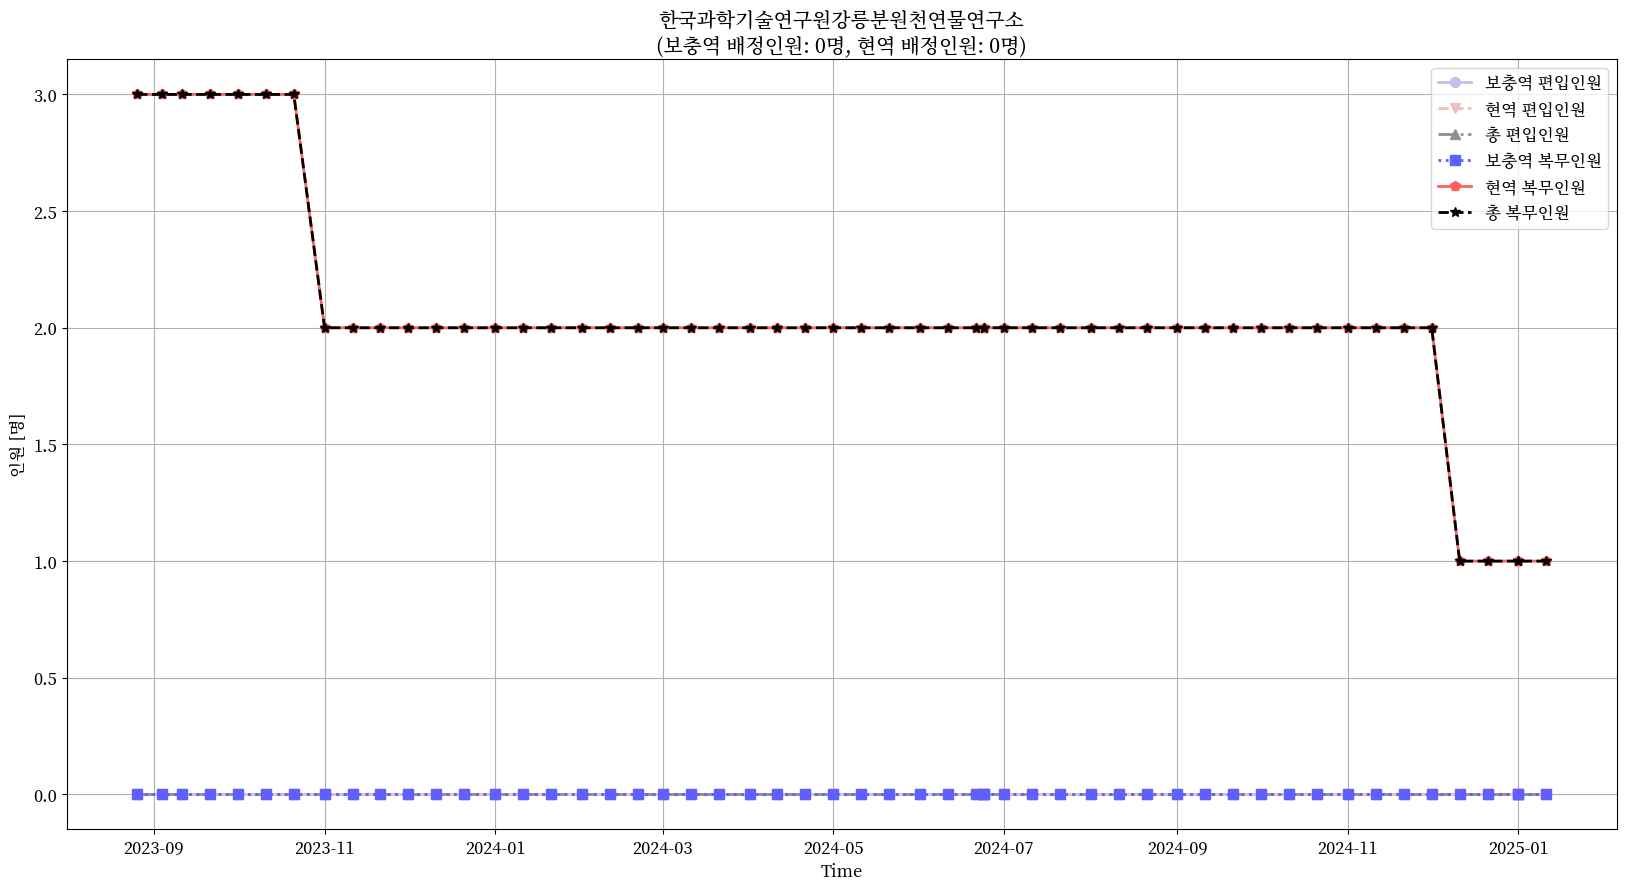 한국과학기술연구원강릉분원천연물연구소
(보충역 배정인원: 0명, 현역 배정인원: 0명)
보충역 편입인원
현역 편입인원
총 편입인원
보충역 복무인원
현역 복무인원
총 복무인원
인원 [명]
3.0
2.5
2.0
1.5
1.0
0.5
0.0
2023-09
2023-11
2024-01
2024-03
2024-05
2024-07
2024-09
2024-11
2025-01
Time